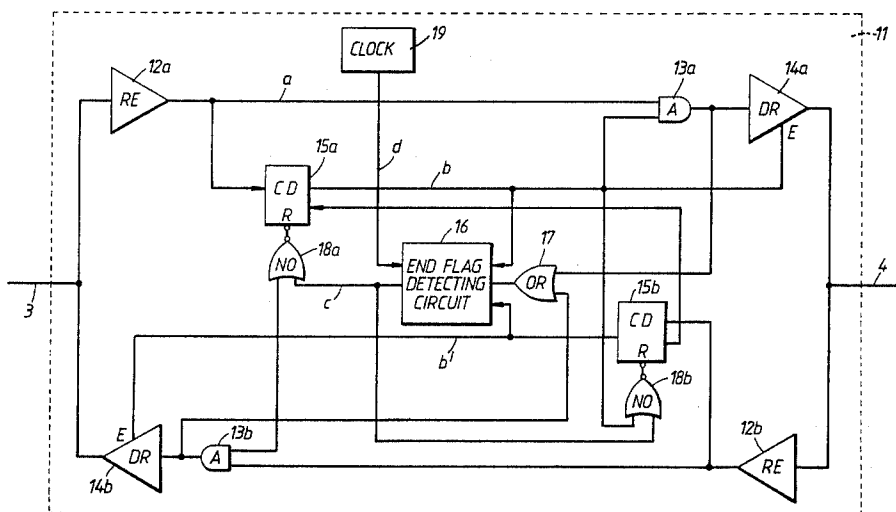 CLOCK 19
11
12a
RE
a
13a
A
14a
DR
E
15a
CD
R
d
b
16
END FLAG
DETECTING
CIRCUIT
17
OR
18a
NO
c
3
4
15b
CD
R
b'
18b
NO
E
DR
14b
13b
A
12b
RE